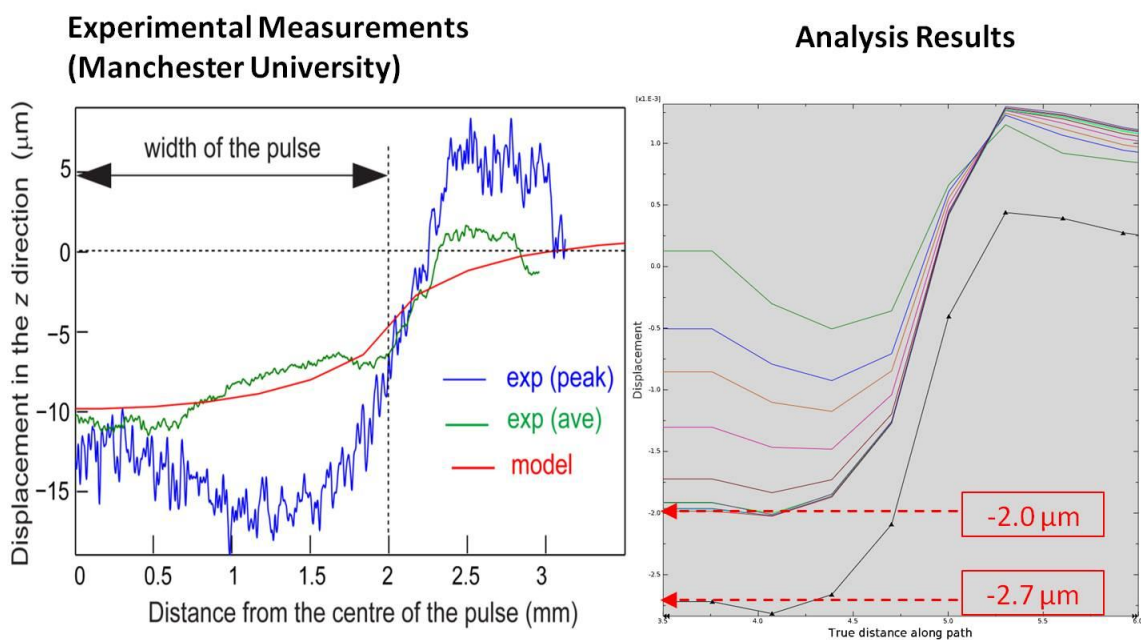 Experimental Measurements
(Manchester University)
Analysis Results
Displacement in the z direction (μm)
width of the pulse
5
0
−5
−10
−15
exp (peak)
exp (ave)
model
0 0.5 1 1.5 2 2.5 3
Distance from the centre of the pulse (mm)
[x1.E-3]
Displacement
1.0
0.5
0.0
-0.5
-1.0
-1.5
-2.0
-2.5
-2.0 μm
-2.7 μm
3.5 4.0 4.5 5.0 5.5
True distance along path